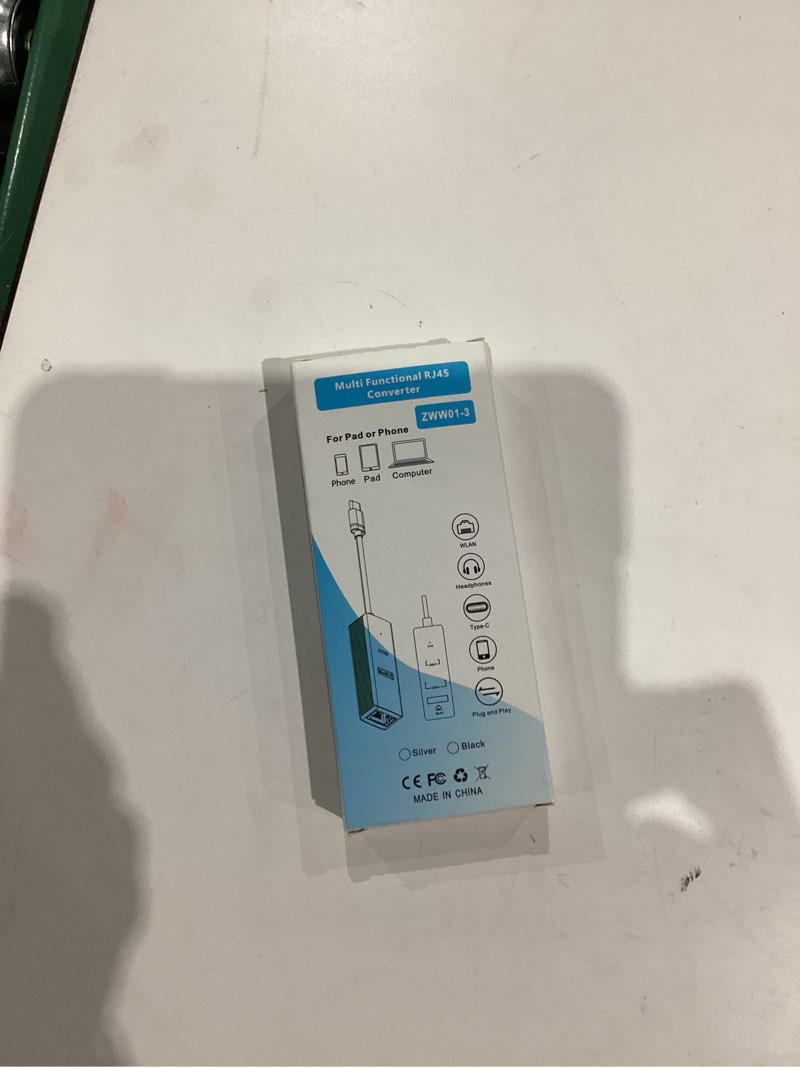 Multi Functional RJ45
Converter
ZWW01-3
For Pad or Phone
Phone
Pad
Computer
WLAN
Headphones
Type-C
Phone
Plug and Play
Silver
Black
CE FC
MADE IN CHINA